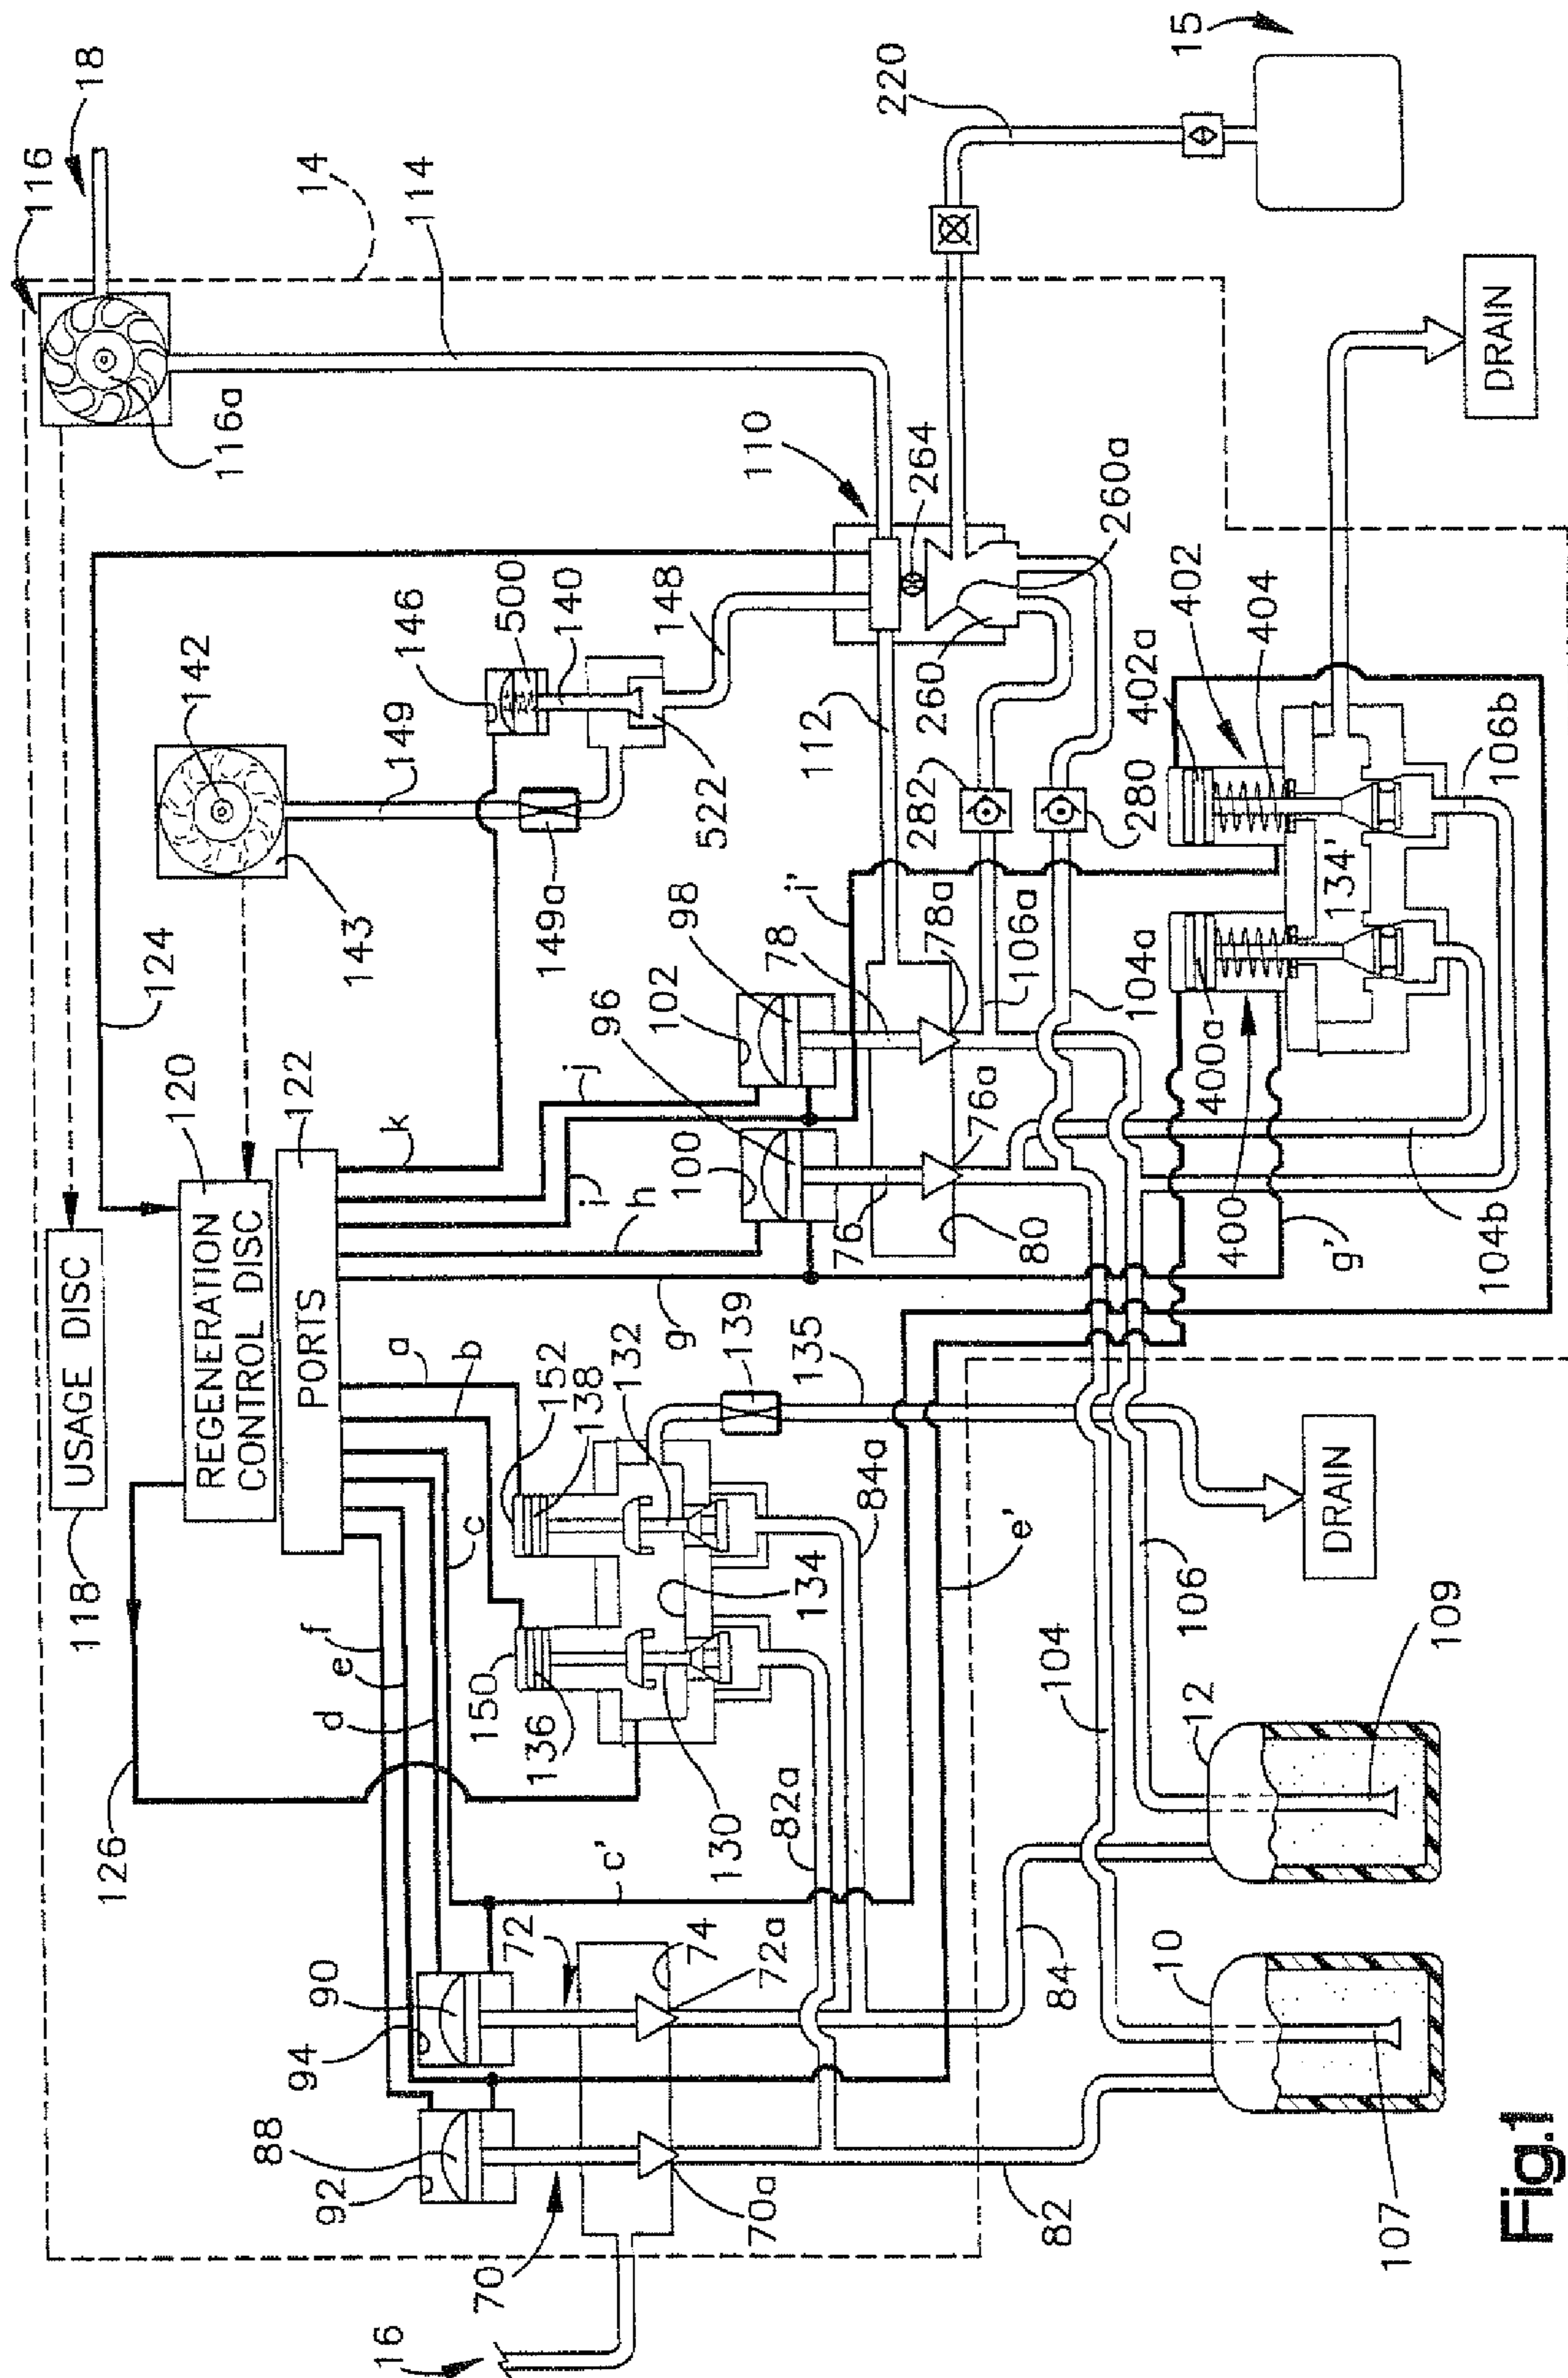 116
18
14
114
116a
220
15
DRAIN
110
264
260a
260
146
500
140
148
142
149
143
149a
522
112
282
280
402
402a
404
134'
106b
400a
400
104b
g'
124
120
122
USAGE DISC
118
REGENERATION
CONTROL DISC
PORTS
k
j
i
h
g
i'
102
98
78
78a
106a
104a
96
100
76
76a
80
a
b
c
d
e
f
152
138
132
139
135
84a
134
e'
150
136
130
82a
c'
126
DRAIN
106
104
109
12
84
10
107
82
94
90
72
74
72a
88
92
70
70a
16
Fig.1